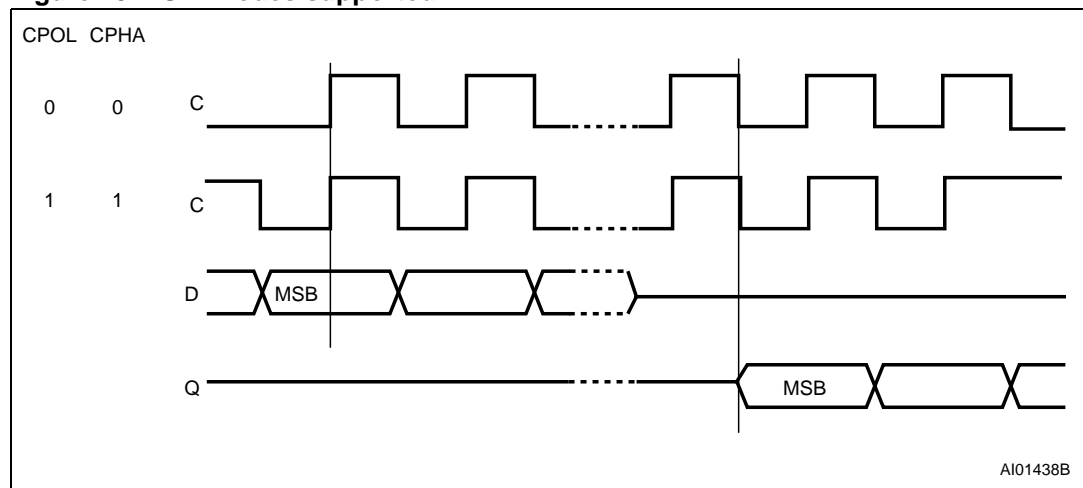 CPOL CPHA
0 0 C
1 1 C
D MSB
Q MSB
AI01438B